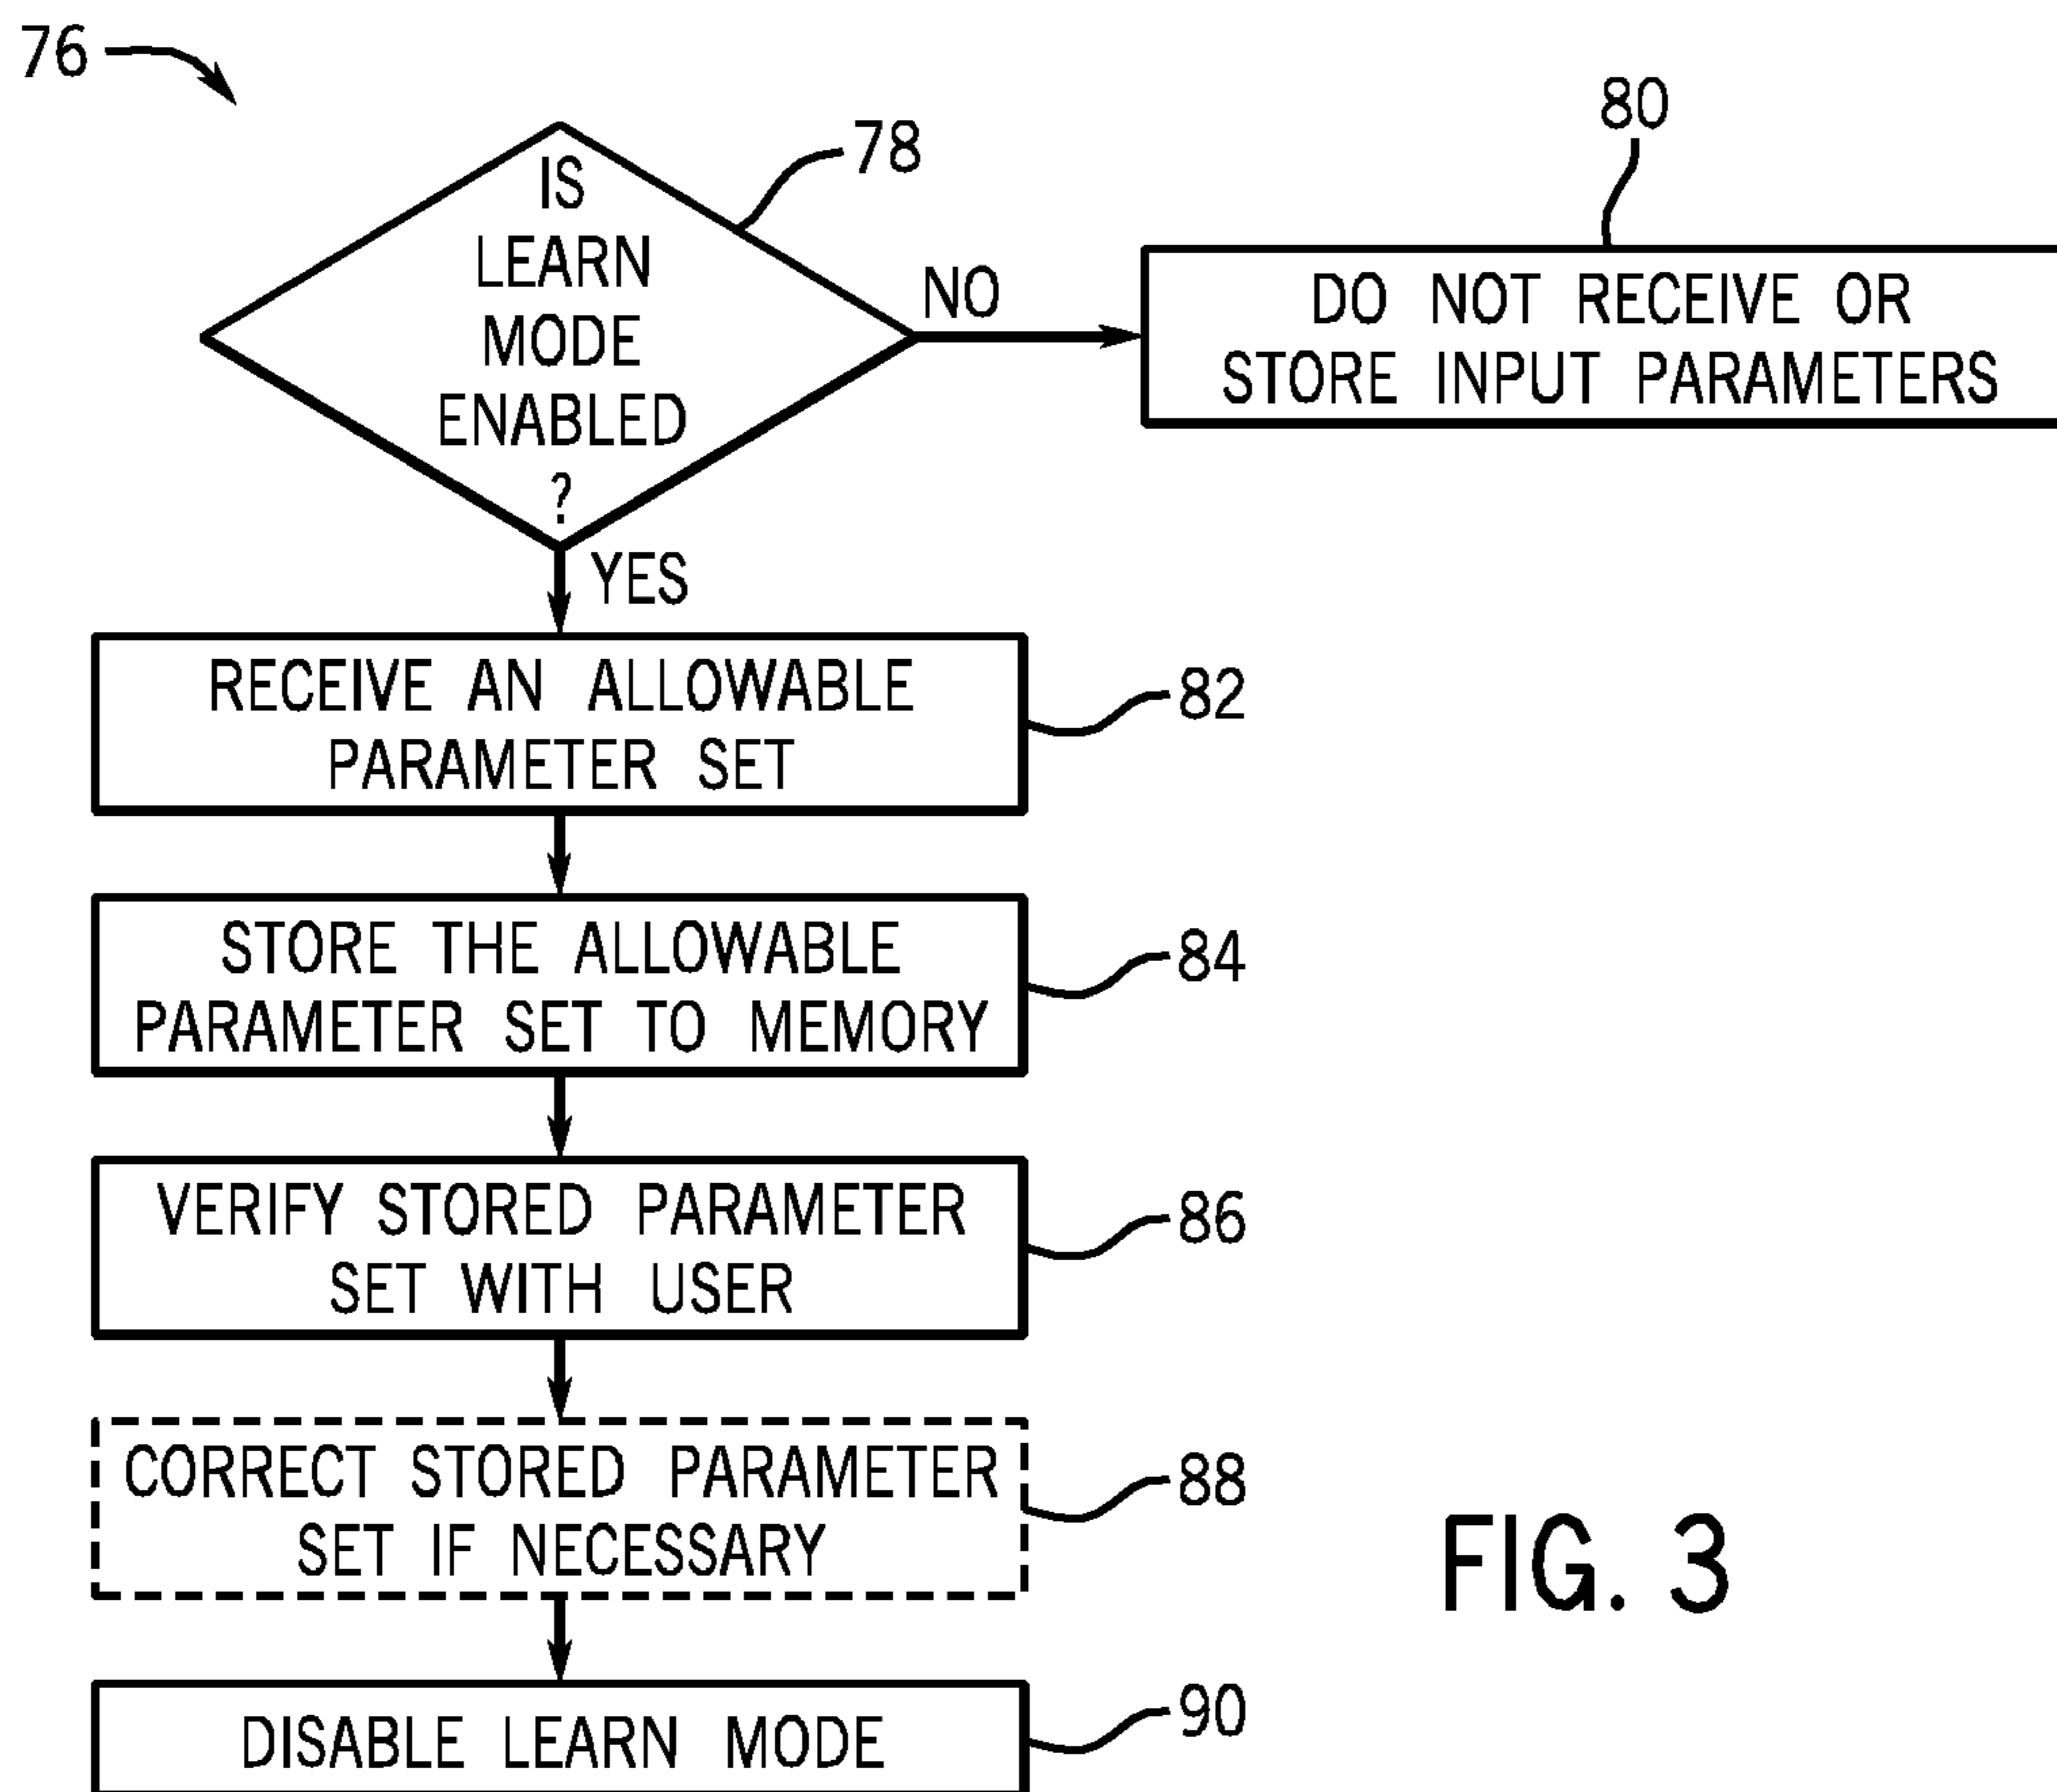 76
78
80
IS
LEARN
MODE
ENABLED
?
NO
DO NOT RECEIVE OR
STORE INPUT PARAMETERS
YES
RECEIVE AN ALLOWABLE
PARAMETER SET
82
STORE THE ALLOWABLE
PARAMETER SET TO MEMORY
84
VERIFY STORED PARAMETER
SET WITH USER
86
CORRECT STORED PARAMETER
SET IF NECESSARY
88
DISABLE LEARN MODE
90
FIG. 3